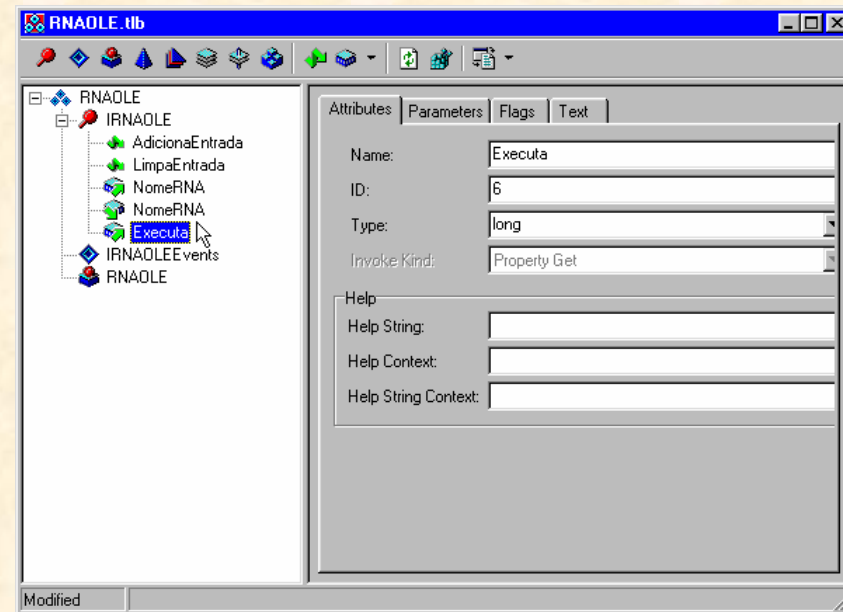 RNAOLE.tlb
RNAOLE
IRNAOLE
AdicionaEntrada
LimpaEntrada
NomeRNA
NomeRNA
Executa
IRNAOLEEvents
RNAOLE
Attributes Parameters Flags Text
Name: Executa
ID: 6
Type: long
Invoke Kind: Property Get
Help
Help String:
Help Context:
Help String Context:
Modified